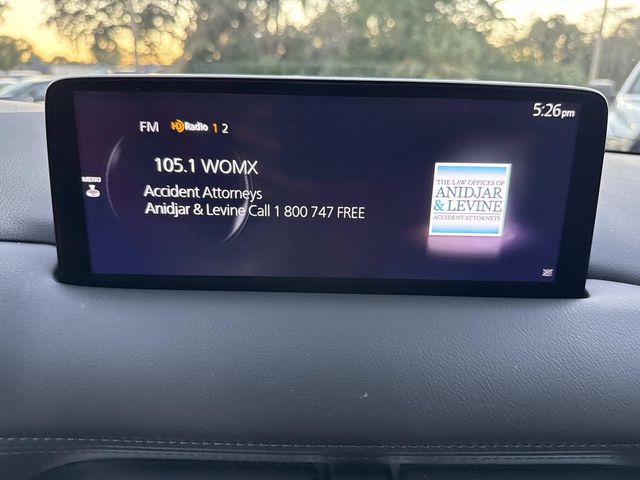 5:26pm
FM HD Radio 1 2
MENU
105.1 WOMX
Accident Attorneys
Anidjar & Levine Call 1 800 747 FREE
THE LAW OFFICES OF
ANIDJAR
& LEVINE
ACCIDENT ATTORNEYS